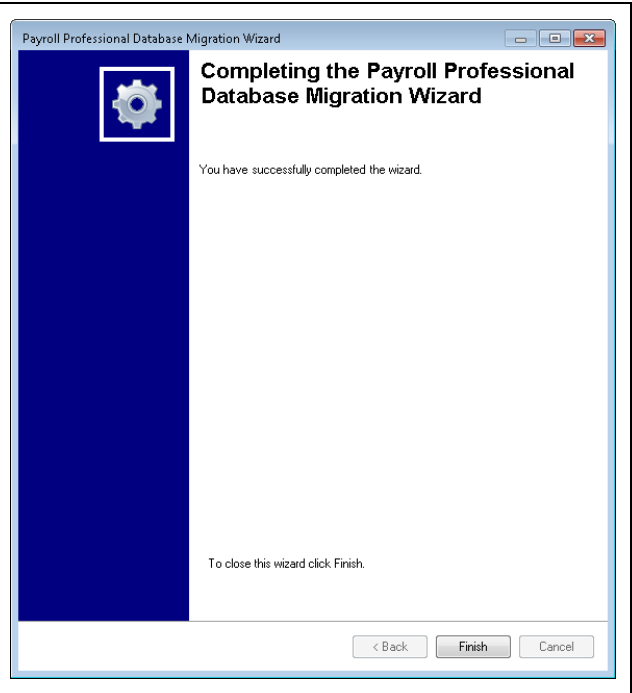 Payroll Professional Database Migration Wizard
Completing the Payroll Professional
Database Migration Wizard
You have successfully completed the wizard.
To close this wizard click Finish.
< Back Finish Cancel